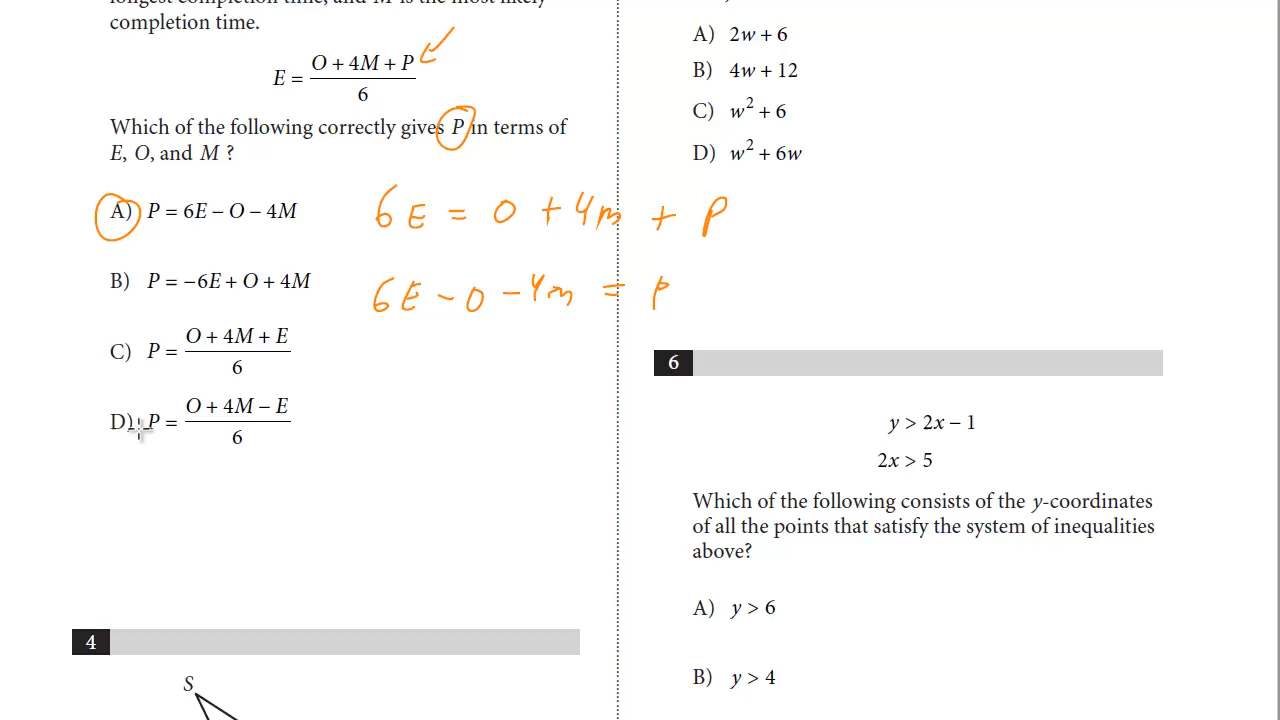 completion time.
E = (O + 4M + P) / 6
Which of the following correctly gives P in terms of
E, O, and M ?
A) P = 6E − O − 4M
B) P = −6E + O + 4M
C) P = (O + 4M + E) / 6
D) P = (O + 4M − E) / 6
6E = O + 4m + P
6E − O − 4m = P
4
S
A) 2w + 6
B) 4w + 12
C) w² + 6
D) w² + 6w
6
y > 2x − 1
2x > 5
Which of the following consists of the y-coordinates
of all the points that satisfy the system of inequalities
above?
A) y > 6
B) y > 4